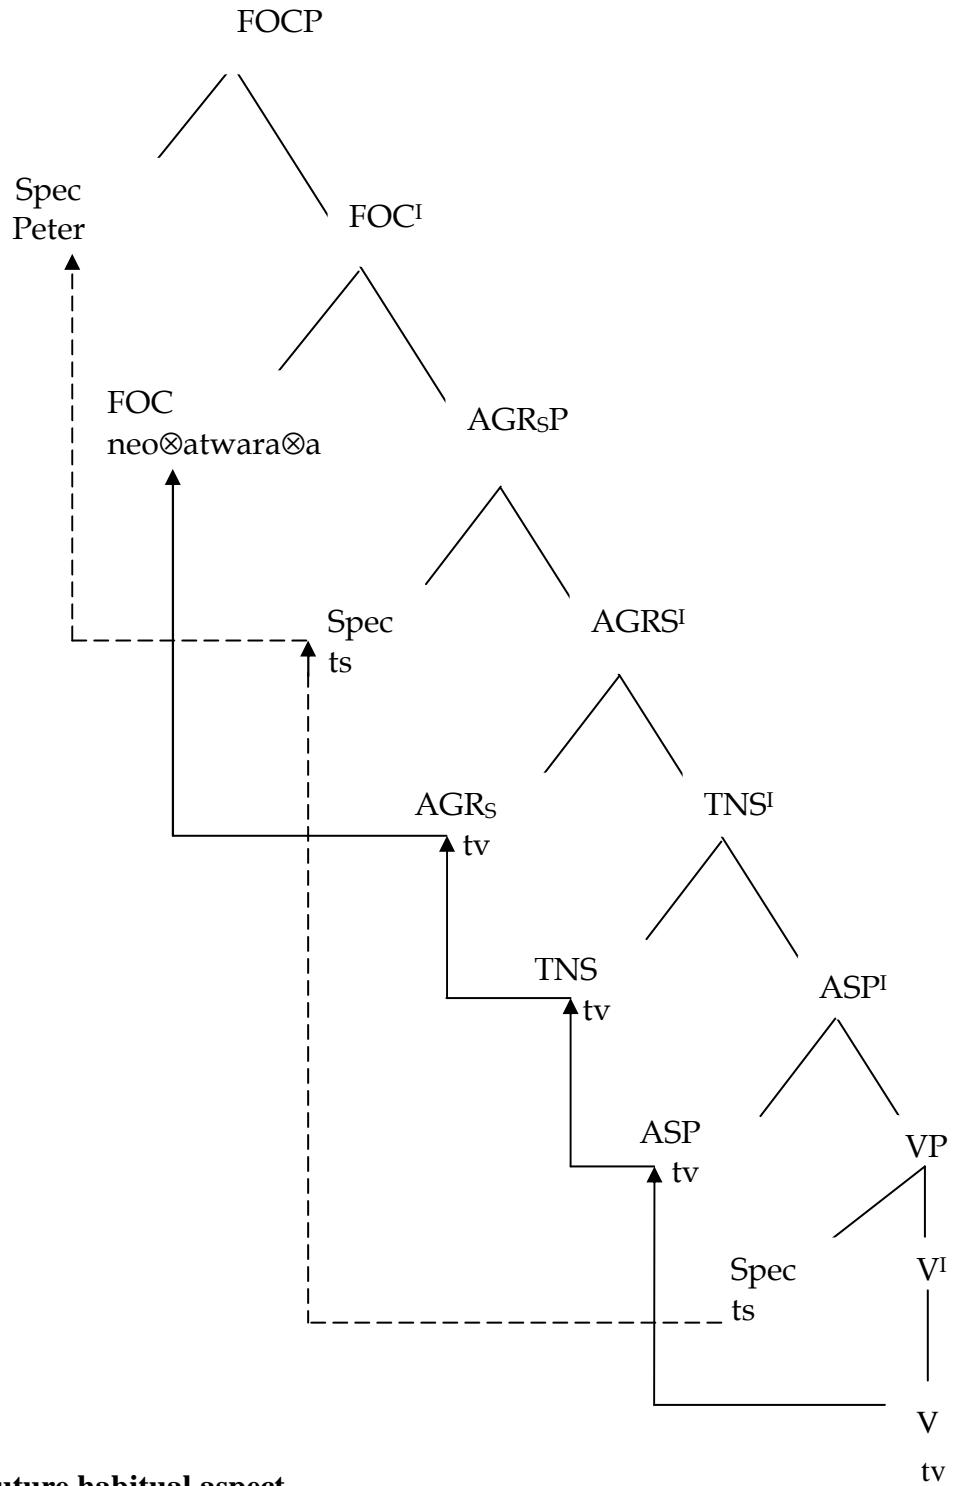 FOCP
Spec
Peter
FOCᴵ
FOC
neo⊗atwara⊗a
AGRₛP
Spec
ts
AGRSᴵ
AGRₛ
tv
TNSᴵ
TNS
tv
ASPᴵ
ASP
tv
VP
Spec
ts
Vᴵ
V
tv
habitual aspect